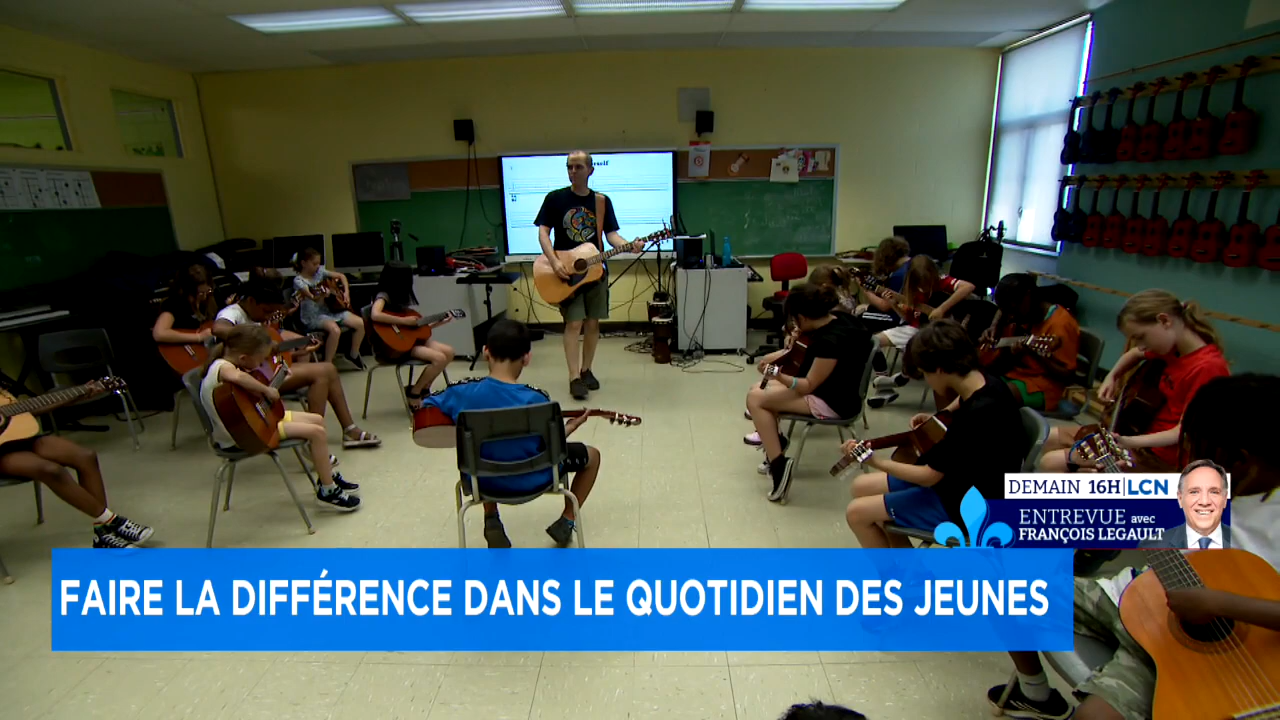 DEMAIN 16H LCN
ENTREVUE avec
FRANÇOIS LEGAULT
FAIRE LA DIFFÉRENCE DANS LE QUOTIDIEN DES JEUNES